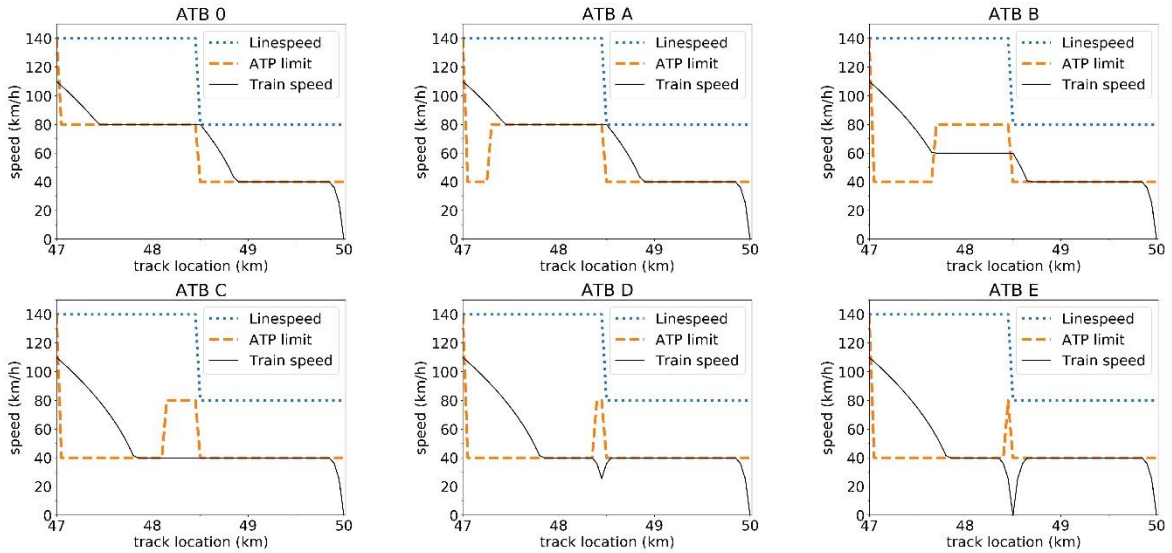 ATB 0
140
120
100
80
60
40
20
0
speed (km/h)
47
48
49
50
track location (km)
Linespeed
ATP limit
Train speed
ATB A
140
120
100
80
60
40
20
0
speed (km/h)
47
48
49
50
track location (km)
Linespeed
ATP limit
Train speed
ATB B
140
120
100
80
60
40
20
0
speed (km/h)
47
48
49
50
track location (km)
Linespeed
ATP limit
Train speed
ATB C
140
120
100
80
60
40
20
0
speed (km/h)
47
48
49
50
track location (km)
Linespeed
ATP limit
Train speed
ATB D
140
120
100
80
60
40
20
0
speed (km/h)
47
48
49
50
track location (km)
Linespeed
ATP limit
Train speed
ATB E
140
120
100
80
60
40
20
0
speed (km/h)
47
48
49
50
track location (km)
Linespeed
ATP limit
Train speed